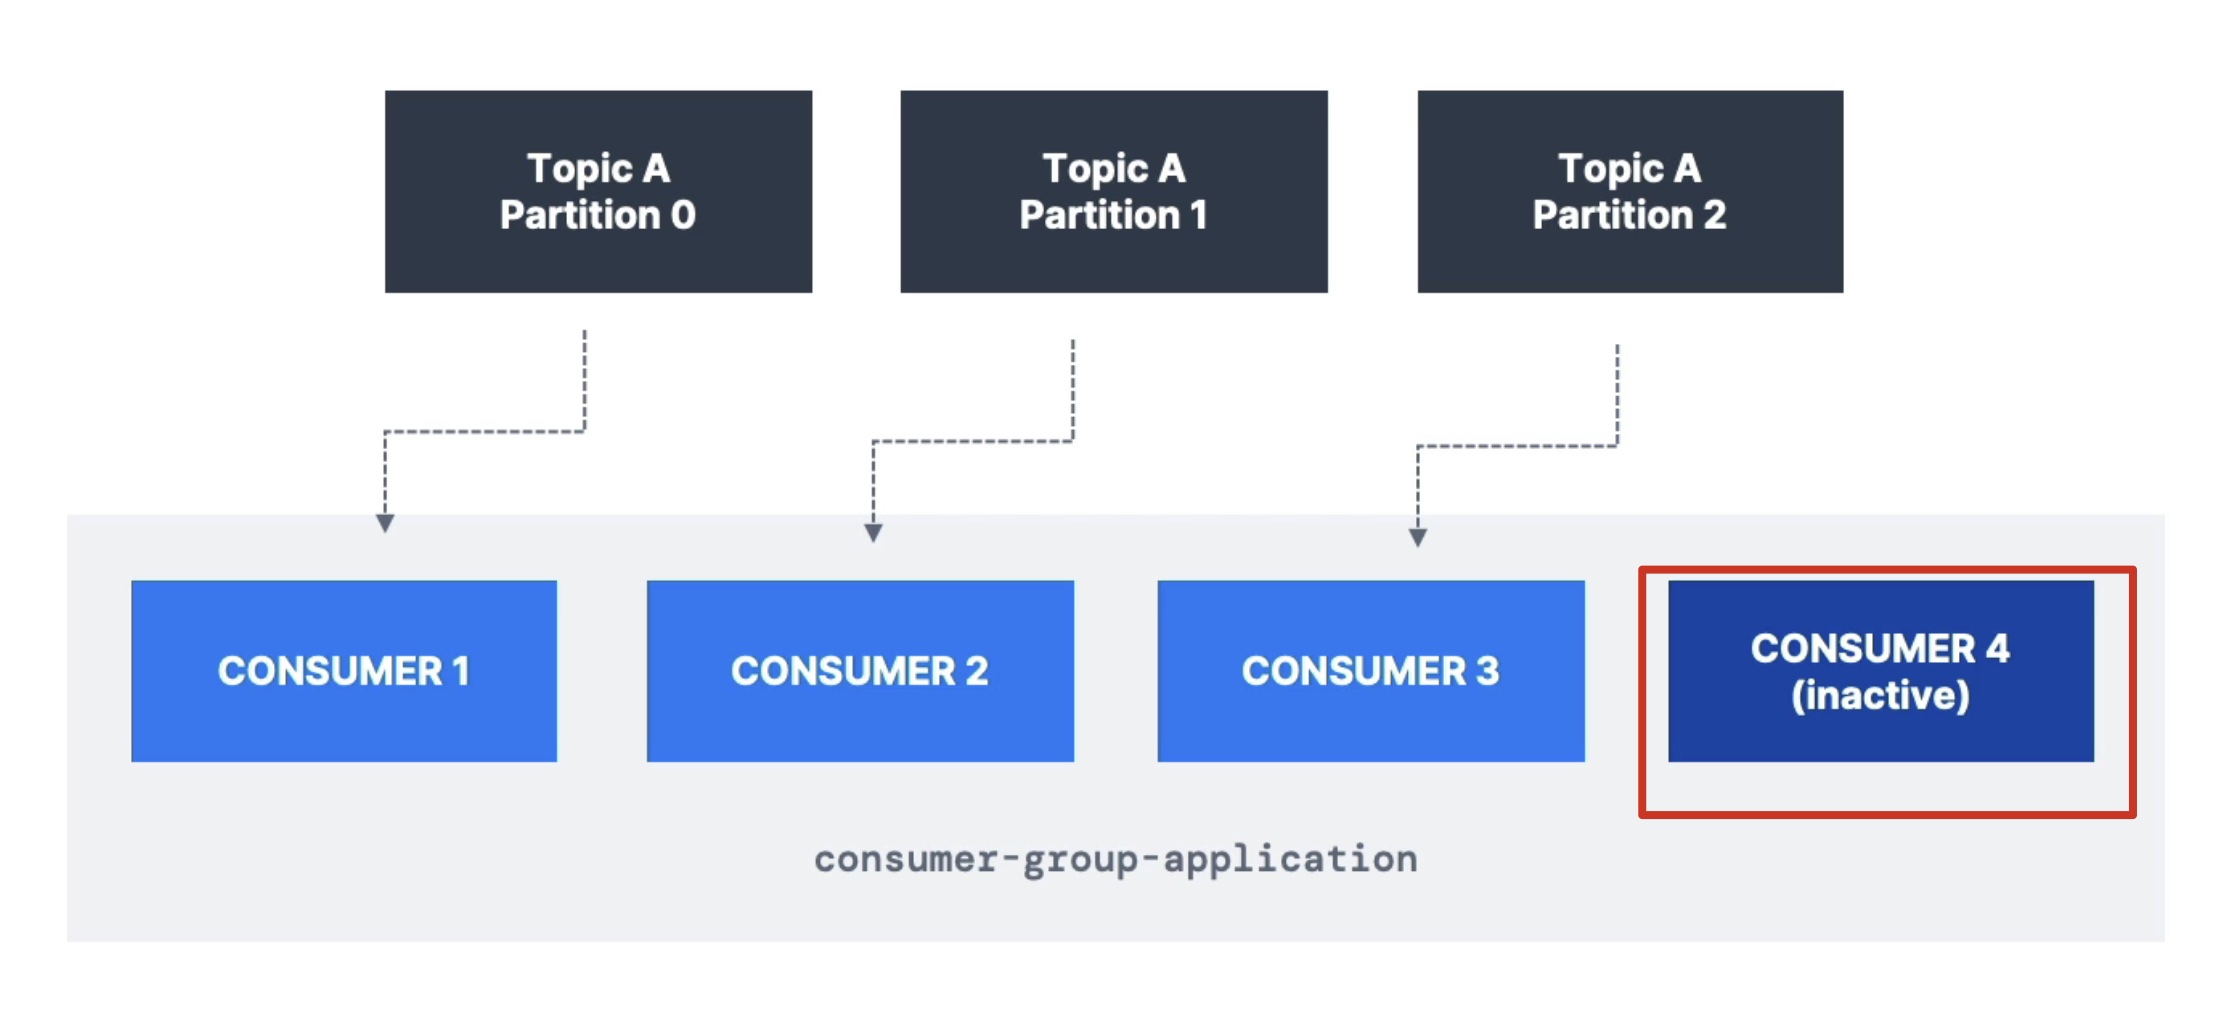 Topic A
Partition 0
Topic A
Partition 1
Topic A
Partition 2
CONSUMER 1
CONSUMER 2
CONSUMER 3
CONSUMER 4
(inactive)
consumer-group-application